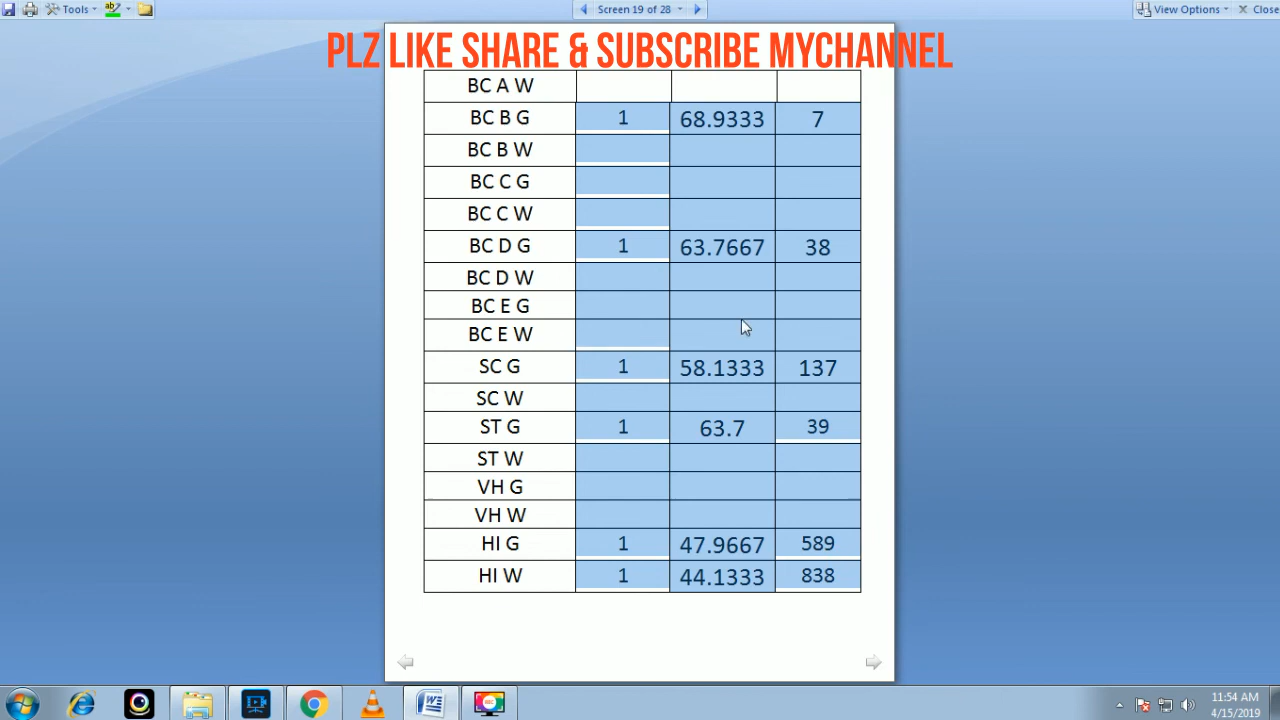 Tools
Screen 19 of 28
View Options
Close
PLZ LIKE SHARE & SUBSCRIBE MYCHANNEL
BC A W
BC B G 1 68.9333 7
BC B W
BC C G
BC C W
BC D G 1 63.7667 38
BC D W
BC E G
BC E W
SC G 1 58.1333 137
SC W
ST G 1 63.7 39
ST W
VH G
VH W
HI G 1 47.9667 589
HI W 1 44.1333 838
11:54 AM
4/15/2019